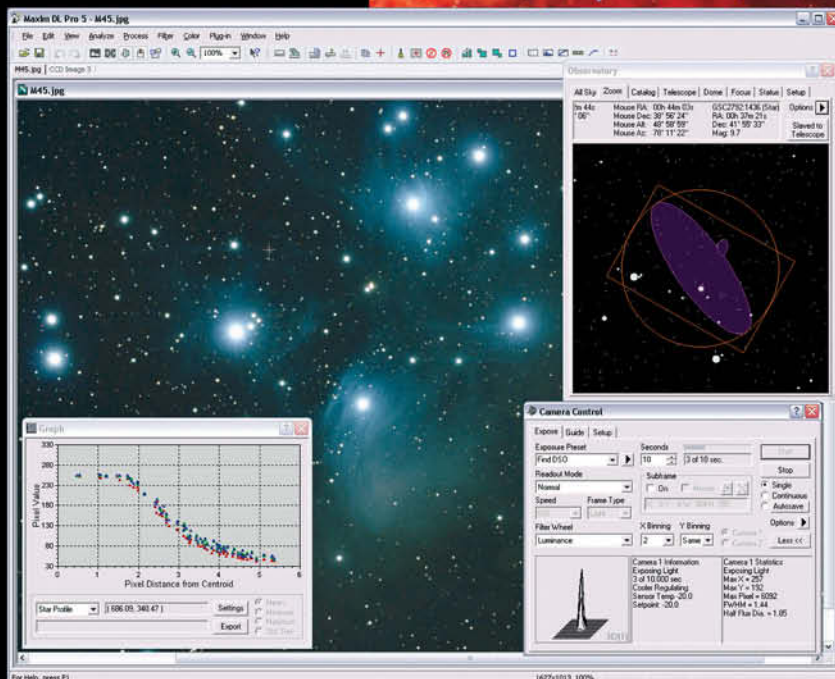 MaxIm DL Pro 5 - M45.jpg
File Edit View Analyze Process Filter Color Plug-in Window Help
100%
M45.jpg CCD Image 3
M45.jpg
Observatory
All Sky Zoom Catalog Telescope Dome Focus Status Setup
Mouse RA: 00h 44m 03s
Mouse Dec: 38° 56' 24"
Mouse Alt: 48° 58' 59"
Mouse Az: 78° 11' 22"
GSC2792:1436 (Star)
RA: 00h 37m 21s
Dec: 41° 55' 33"
Mag: 9.7
Options
Slaved to
Telescope
Graph
330
280
230
180
130
80
30
Pixel Value
0 1 2 3 4 5 6
Pixel Distance from Centroid
Star Profile
( 686.09, 340.47 )
Settings
Export
Camera Control
Expose Guide Setup
Exposure Preset
Find DSO
Seconds
10
3 of 10 sec.
Start
Stop
Readout Mode
Normal
Subframe
On
Single
Continuous
Autosave
Speed Frame Type
Filter Wheel
Luminance
X Binning Y Binning
2 Same
Camera 1
Camera 2
Options
Less <<
Camera 1 Information
Exposing Light
3 of 10.000 sec
Cooler Regulating
Sensor Temp -20.0
Setpoint -20.0
Camera 1 Statistics
Exposing Light
Max X = 257
Max Y = 192
Max Pixel = 6092
FWHM = 1.44
Half Flux Dia. = 1.85
For Help, press F1